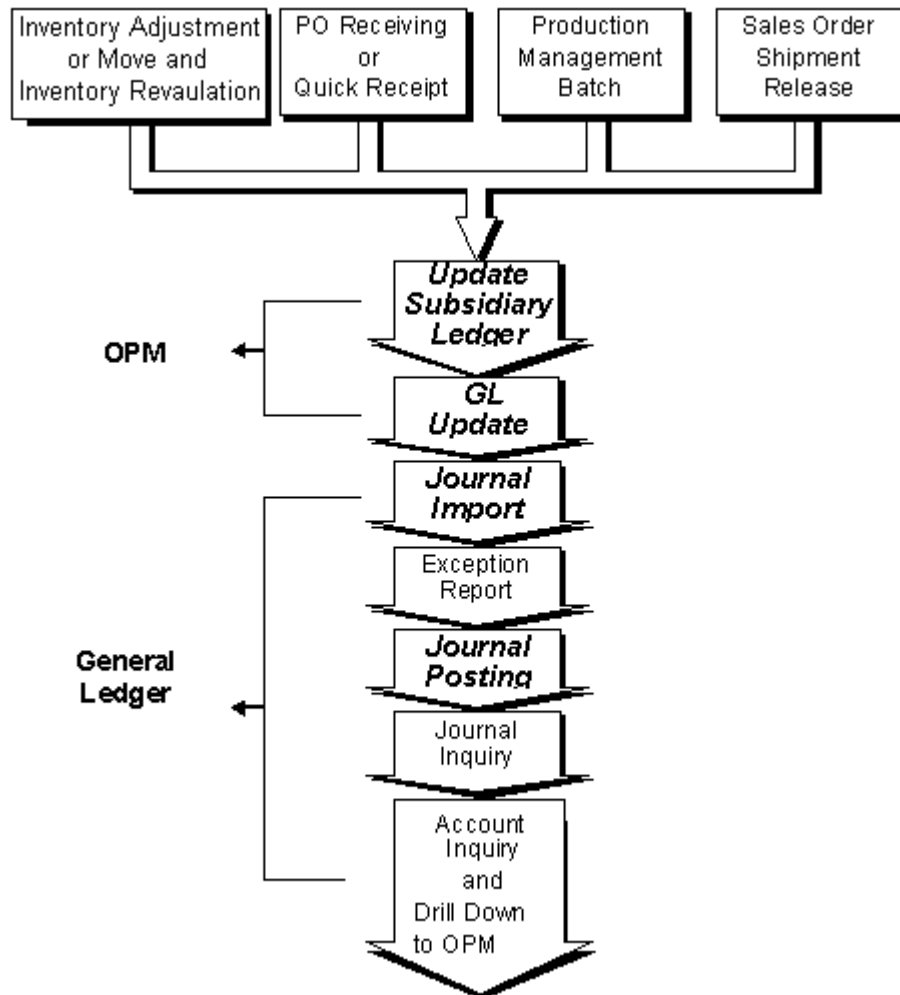 Inventory Adjustment
or Move and
Inventory Revaulation
PO Receiving
or
Quick Receipt
Production
Management
Batch
Sales Order
Shipment
Release
Update
Subsidiary
Ledger
OPM
GL
Update
Journal
Import
Exception
Report
General
Ledger
Journal
Posting
Journal
Inquiry
Account
Inquiry
and
Drill Down
to OPM